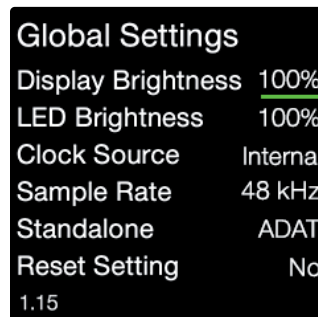 Global Settings
Display Brightness 100%
LED Brightness 100%
Clock Source Interna
Sample Rate 48 kHz
Standalone ADAT
Reset Setting No
1.15